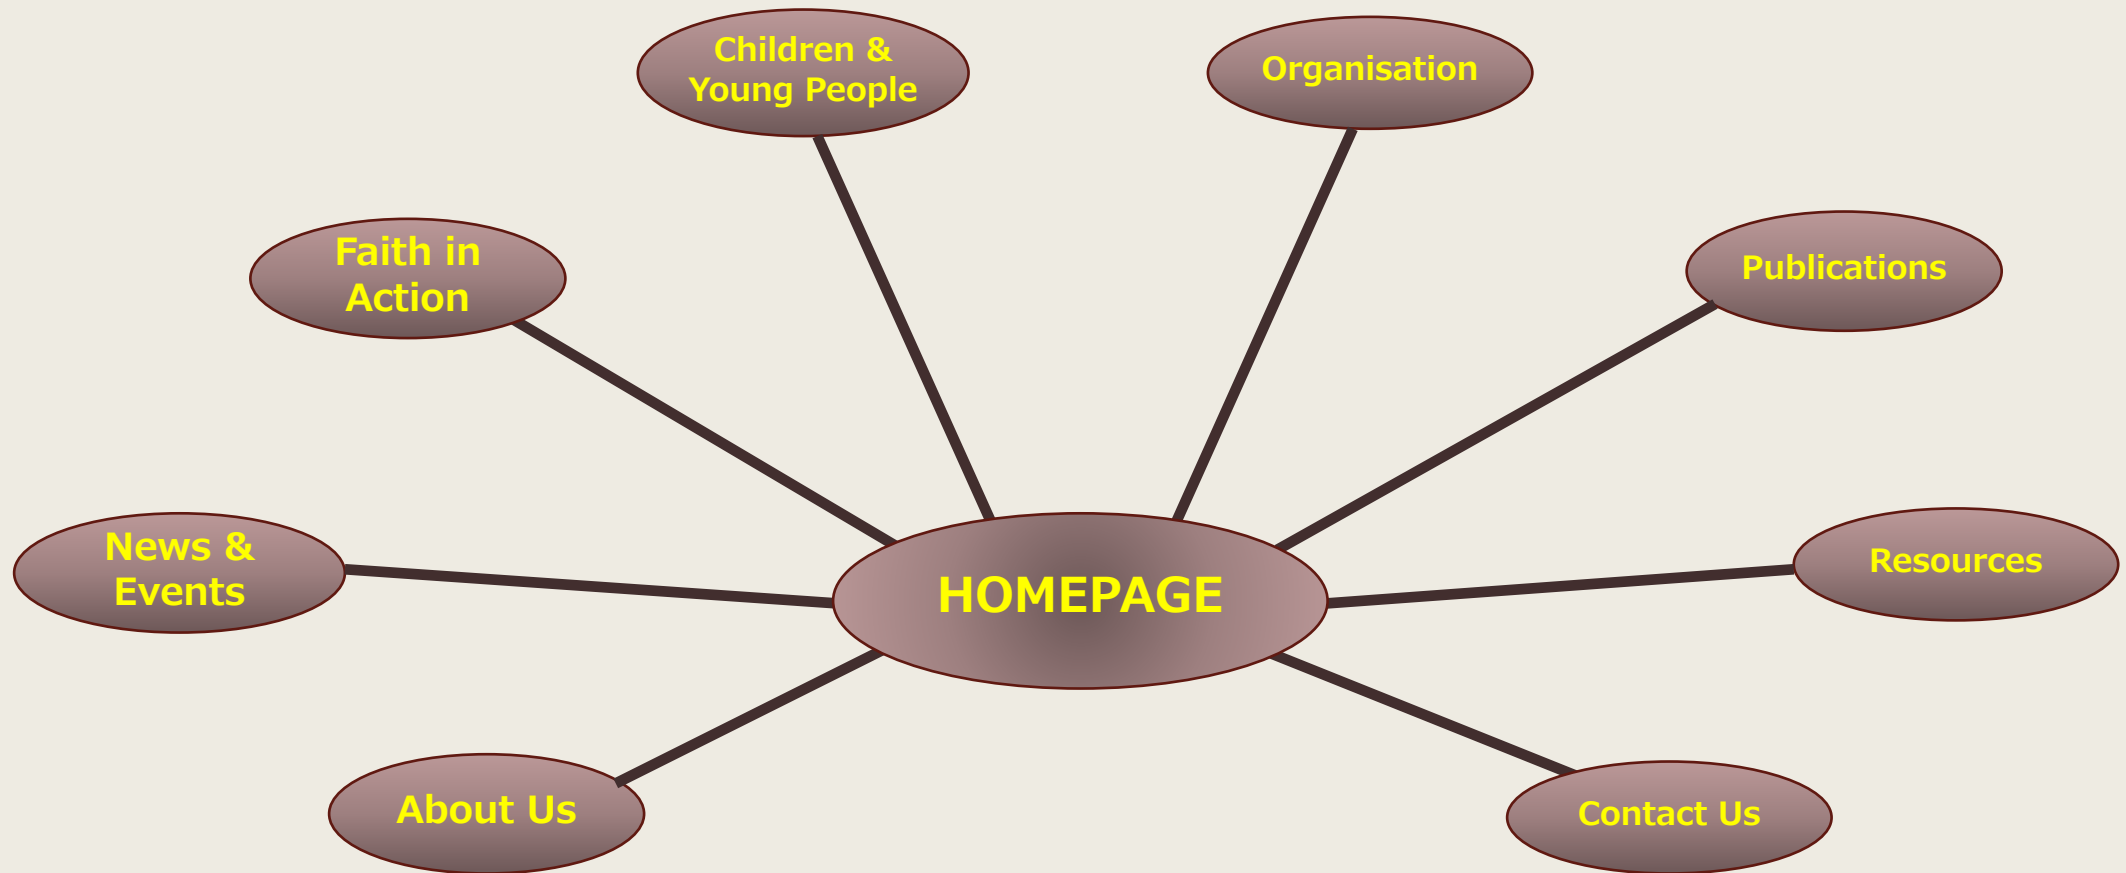 Children &
Young People
Organisation
Faith in
Action
Publications
News &
Events
HOMEPAGE
Resources
About Us
Contact Us